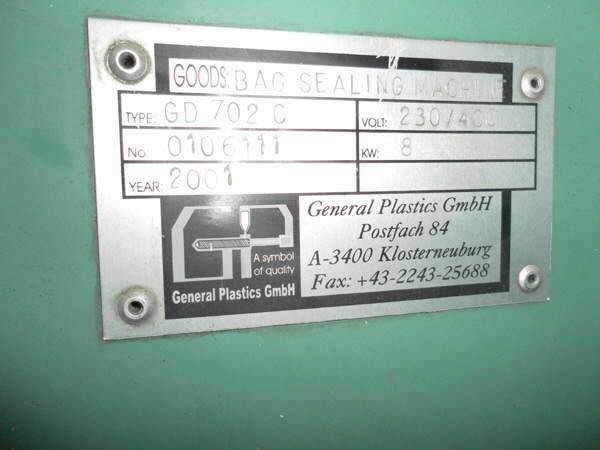 GOODS: BAG SEALING MACHINE
TYPE: GD 702 C
VOLT: 230/400
No: 0106111
KW: 8
YEAR: 2001
A symbol
of quality
General Plastics GmbH
General Plastics GmbH
Postfach 84
A-3400 Klosterneuburg
Fax: +43-2243-25688